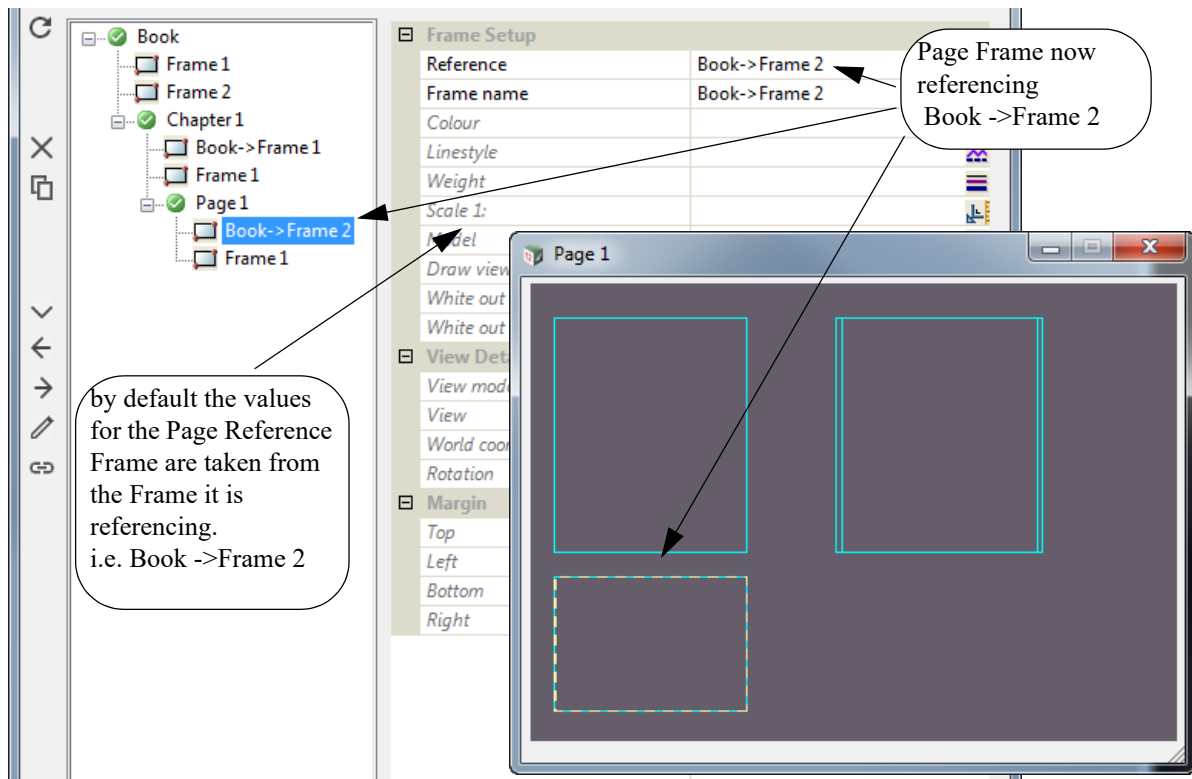 Book
Frame 1
Frame 2
Chapter 1
Book->Frame 1
Frame 1
Page 1
Book->Frame 2
Frame 1
Frame Setup
Reference Book->Frame 2
Frame name Book->Frame 2
Colour
Linestyle
Weight
Scale 1:
Model
Draw view
White out
White out
View Det
View mod
View
World coor
Rotation
Margin
Top
Left
Bottom
Right
Page Frame now
referencing
Book ->Frame 2
by default the values
for the Page Reference
Frame are taken from
the Frame it is
referencing.
i.e. Book ->Frame 2
Page 1